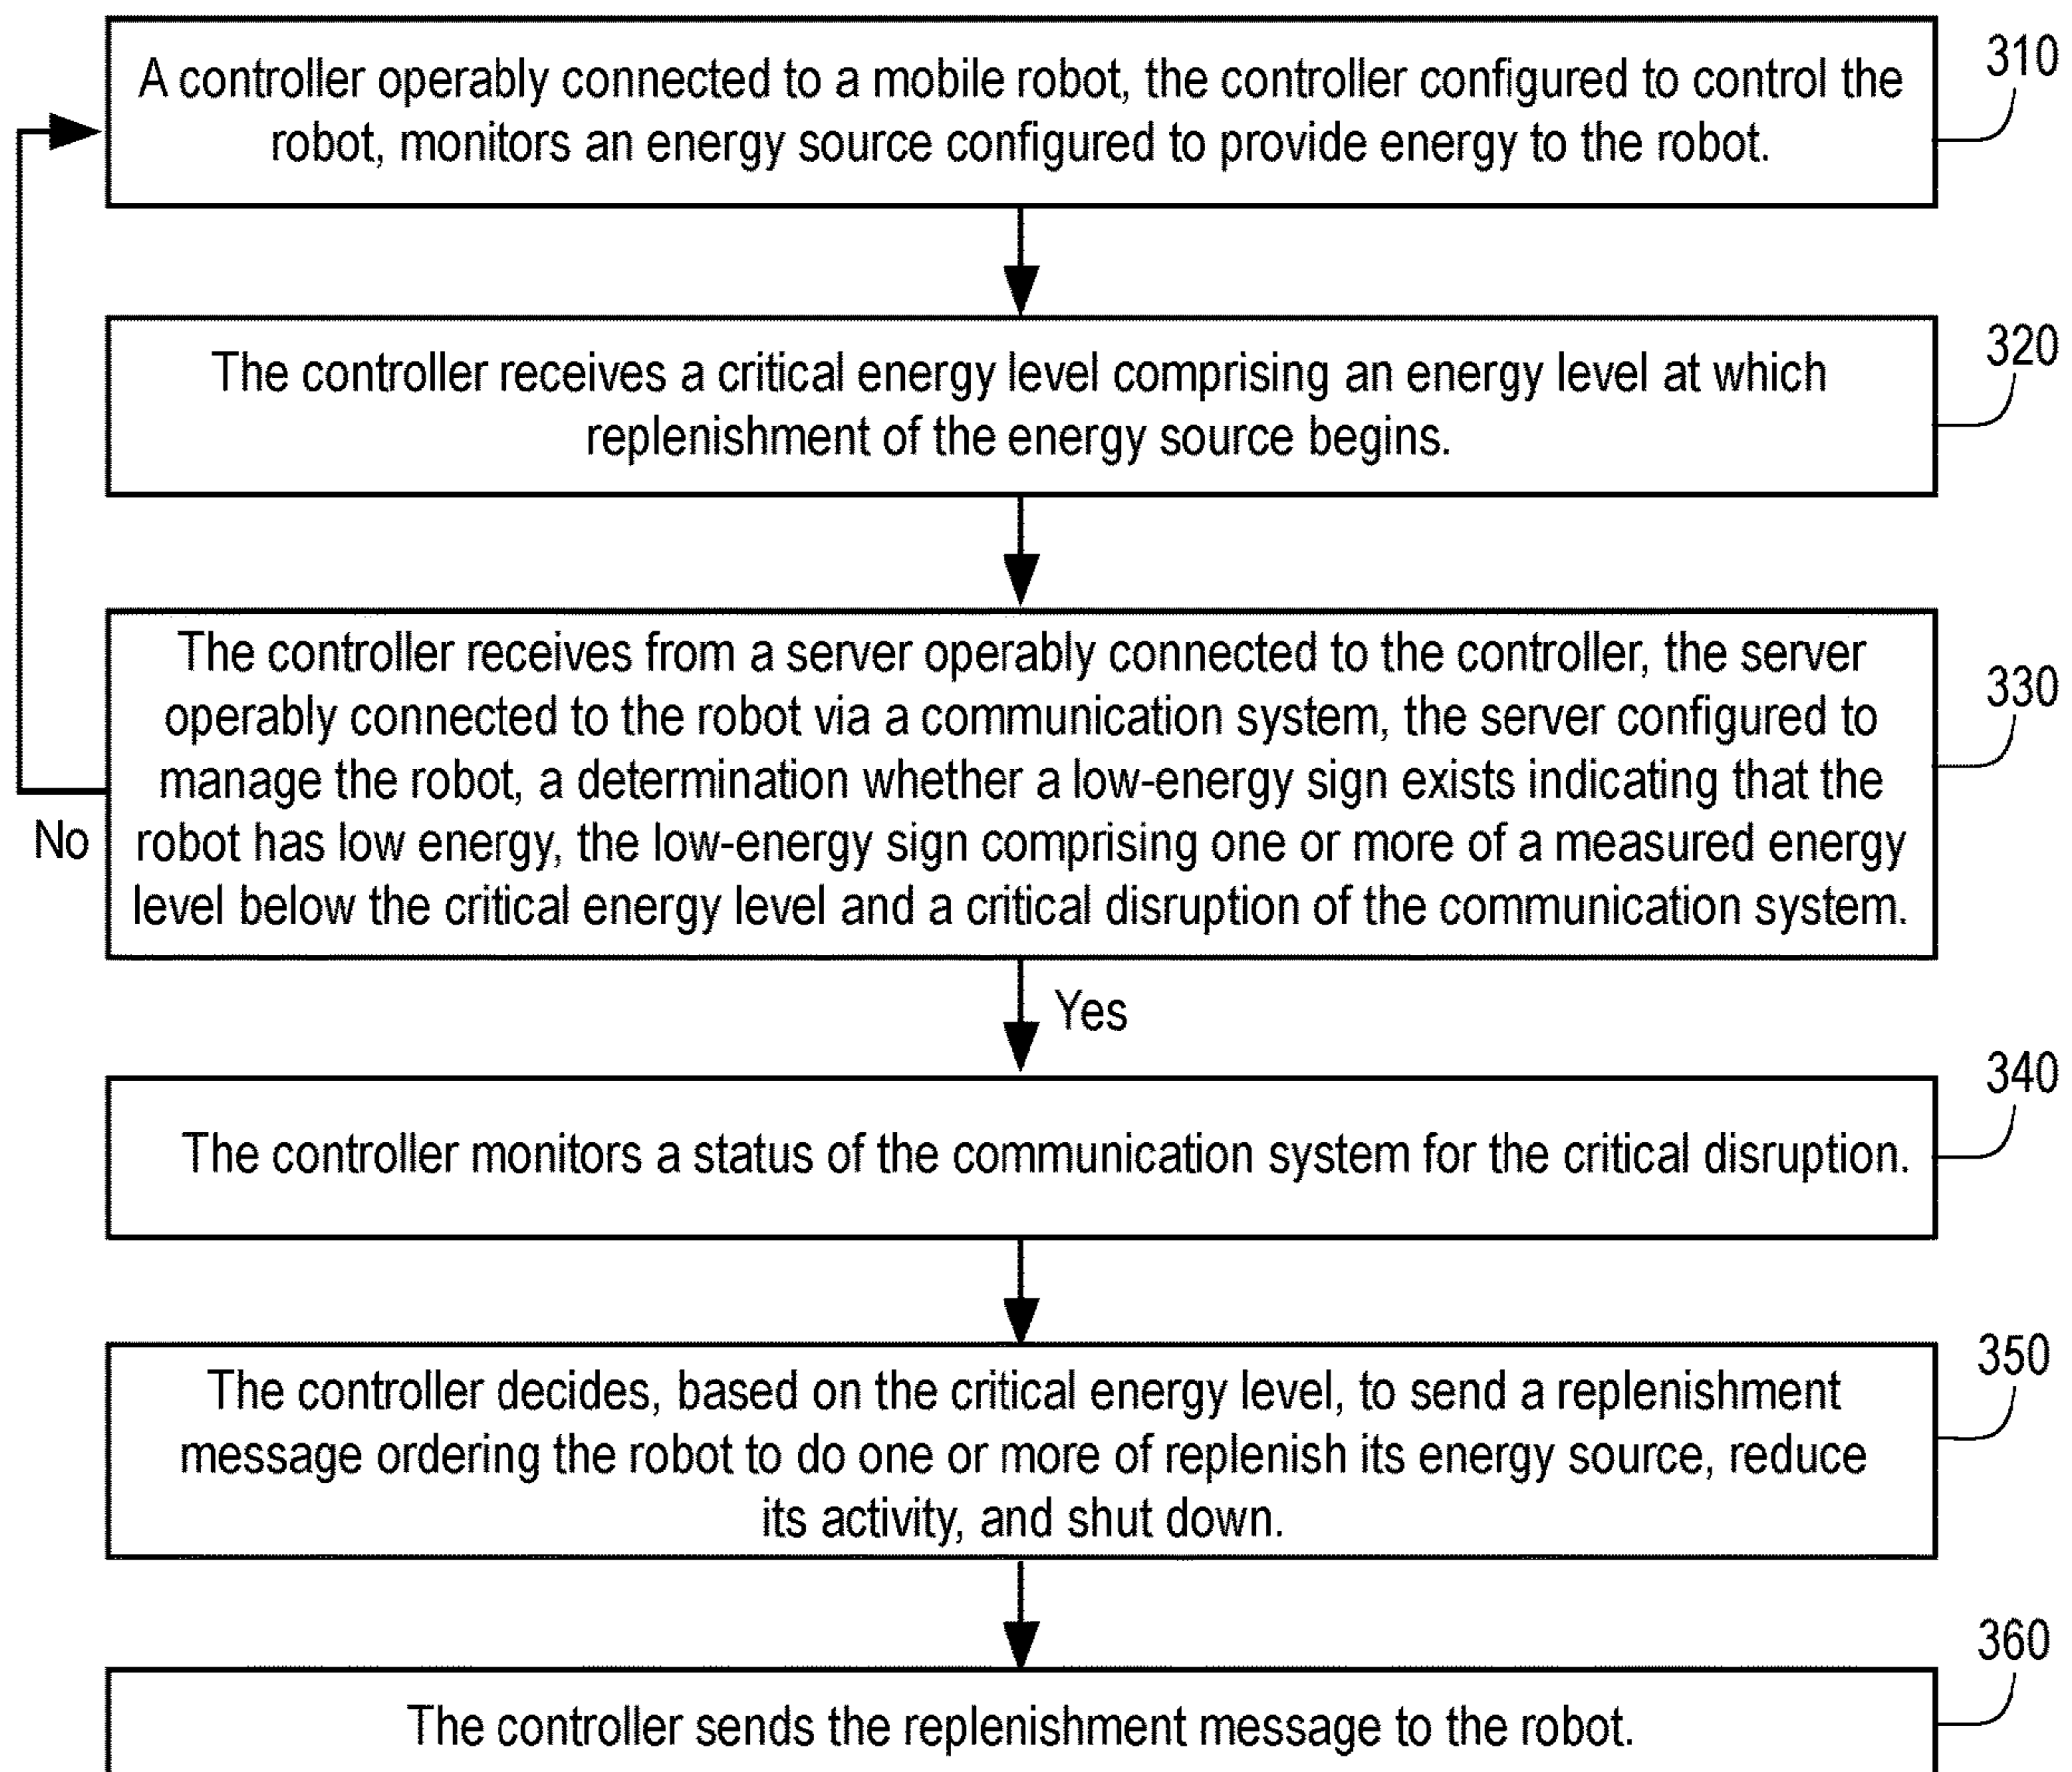 A controller operably connected to a mobile robot, the controller configured to control the
robot, monitors an energy source configured to provide energy to the robot.
310
The controller receives a critical energy level comprising an energy level at which
replenishment of the energy source begins.
320
The controller receives from a server operably connected to the controller, the server
operably connected to the robot via a communication system, the server configured to
manage the robot, a determination whether a low-energy sign exists indicating that the
robot has low energy, the low-energy sign comprising one or more of a measured energy
level below the critical energy level and a critical disruption of the communication system.
330
No
Yes
The controller monitors a status of the communication system for the critical disruption.
340
The controller decides, based on the critical energy level, to send a replenishment
message ordering the robot to do one or more of replenish its energy source, reduce
its activity, and shut down.
350
The controller sends the replenishment message to the robot.
360